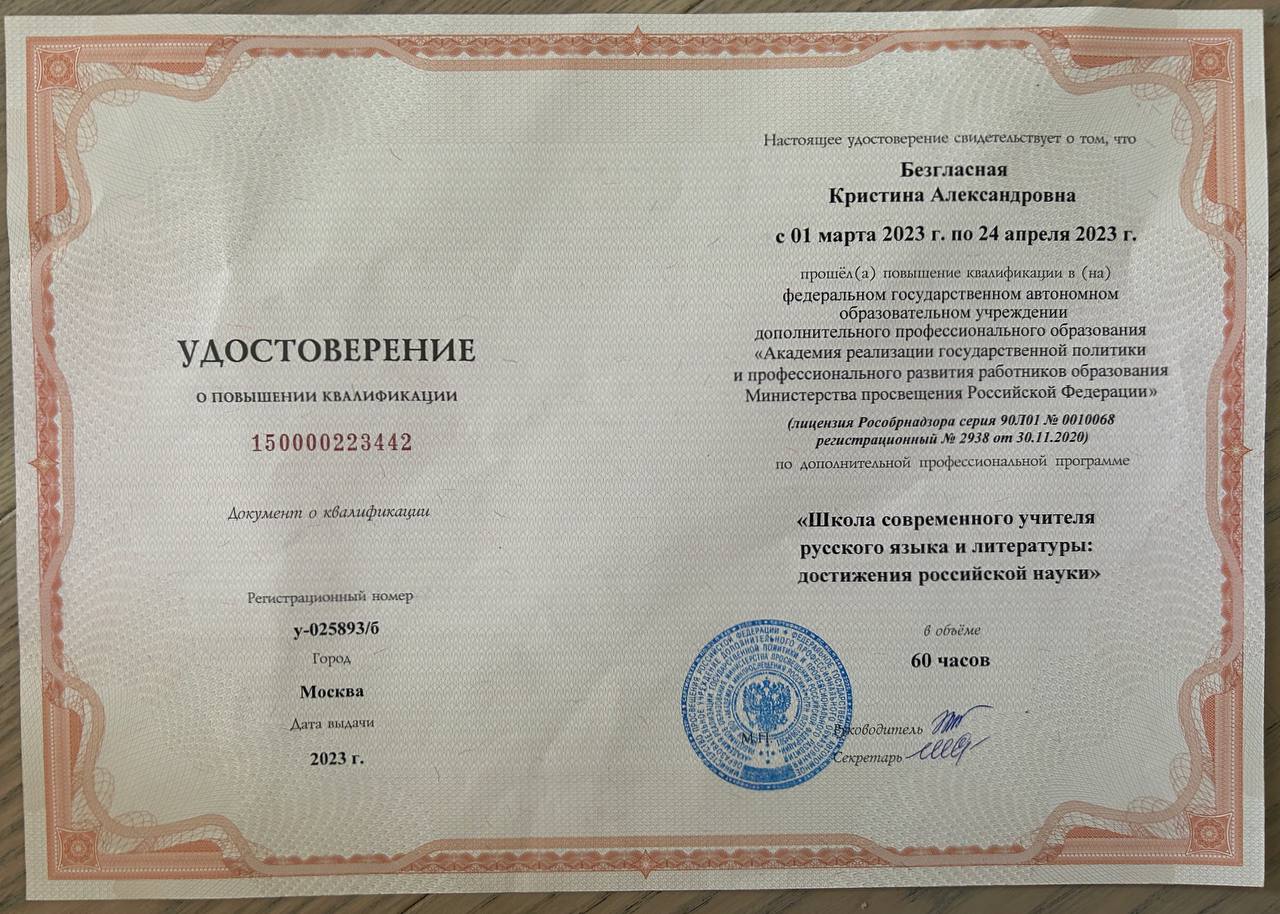 УДОСТОВЕРЕНИЕ
О ПОВЫШЕНИИ КВАЛИФИКАЦИИ
150000223442
Документ о квалификации
Регистрационный номер
у-025893/б
Город
Москва
Дата выдачи
2023 г.
Настоящее удостоверение свидетельствует о том, что
Безгласная
Кристина Александровна
с 01 марта 2023 г. по 24 апреля 2023 г.
прошёл(а) повышение квалификации в (на)
федеральном государственном автономном
образовательном учреждении
дополнительного профессионального образования
«Академия реализации государственной политики
и профессионального развития работников образования
Министерства просвещения Российской Федерации»
(лицензия Рособрнадзора серия 90Л01 № 0010068
регистрационный № 2938 от 30.11.2020)
по дополнительной профессиональной программе
«Школа современного учителя
русского языка и литературы:
достижения российской науки»
в объёме
60 часов
М.П.
Руководитель
Секретарь